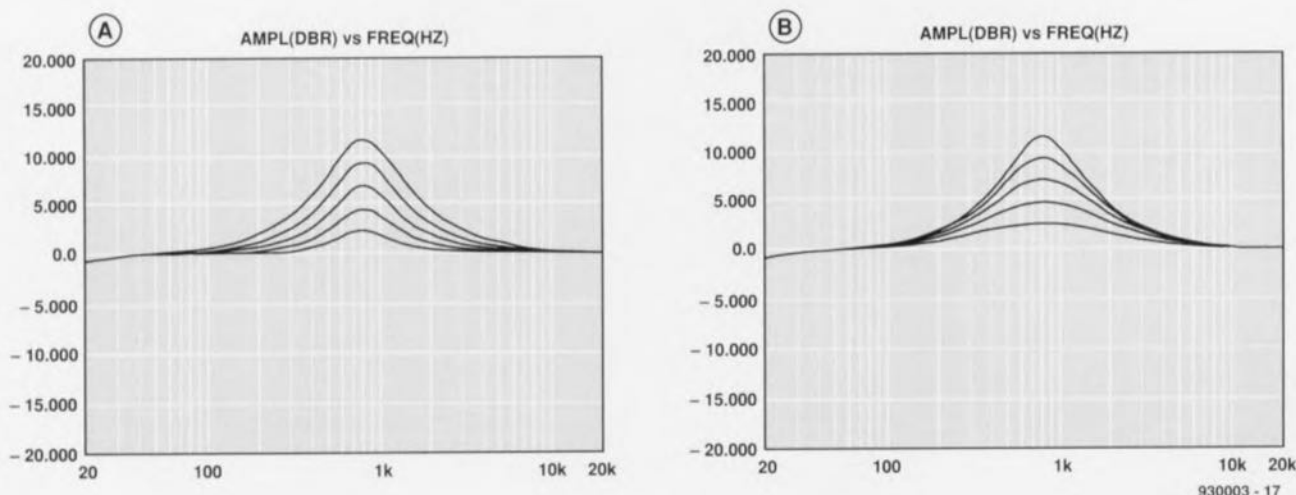 A
AMPL(DBR) vs FREQ(HZ)
20.000
15.000
10.000
5.000
0.0
– 5.000
– 10.000
– 15.000
– 20.000
20 100 1k 10k 20k
B
AMPL(DBR) vs FREQ(HZ)
20.000
15.000
10.000
5.000
0.0
– 5.000
– 10.000
– 15.000
– 20.000
20 100 1k 10k 20k
930003 - 17